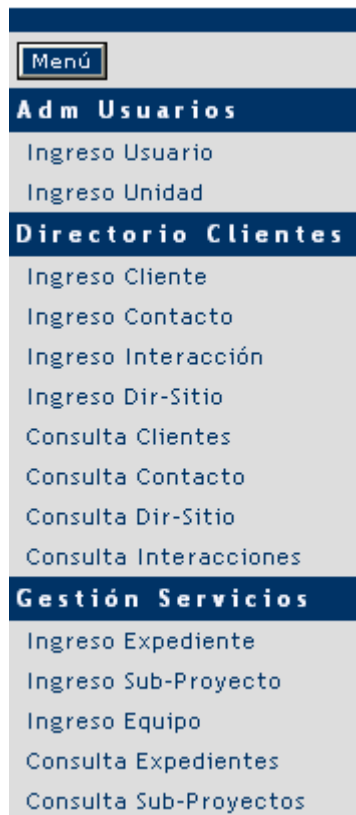 Menú
Adm Usuarios
Ingreso Usuario
Ingreso Unidad
Directorio Clientes
Ingreso Cliente
Ingreso Contacto
Ingreso Interacción
Ingreso Dir-Sitio
Consulta Clientes
Consulta Contacto
Consulta Dir-Sitio
Consulta Interacciones
Gestión Servicios
Ingreso Expediente
Ingreso Sub-Proyecto
Ingreso Equipo
Consulta Expedientes
Consulta Sub-Proyectos